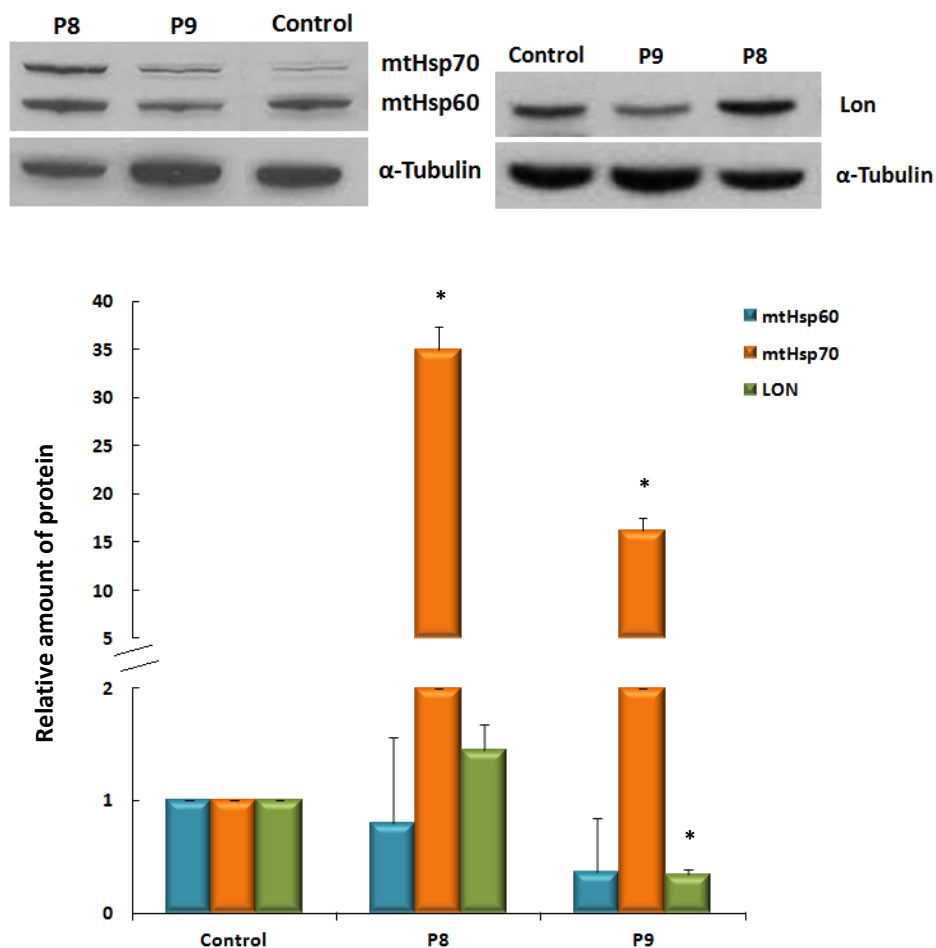 P8 P9 Control
mtHsp70
mtHsp60
α-Tubulin
Control P9 P8
Lon
α-Tubulin
Relative amount of protein
40
35
30
25
20
15
10
5
2
1
0
*
*
*
mtHsp60
mtHsp70
LON
Control P8 P9